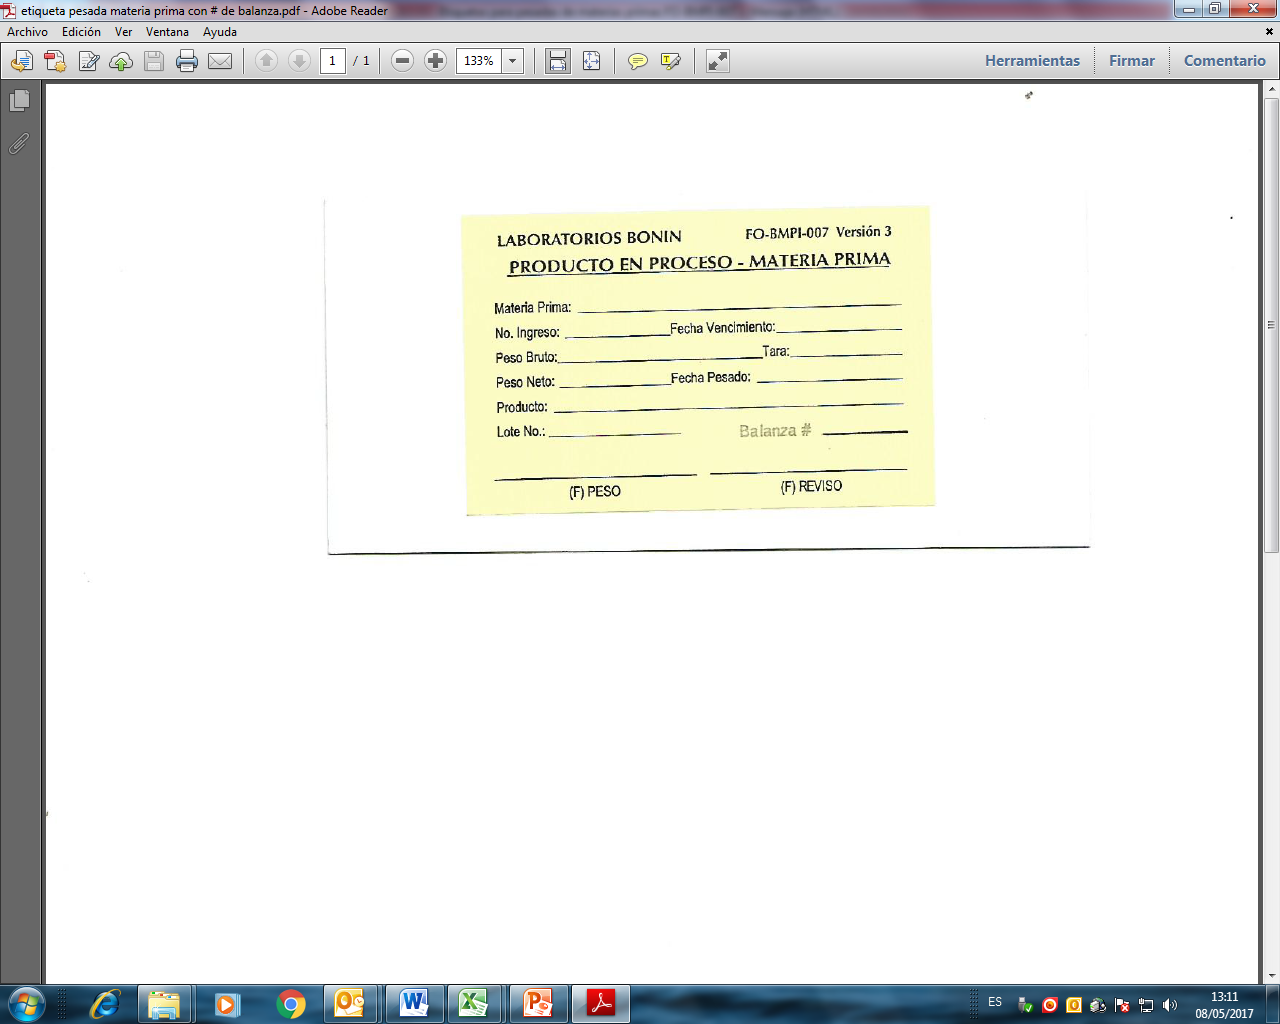 etiqueta pesada materia prima con # de balanza.pdf - Adobe Reader
Archivo Edición Ver Ventana Ayuda
1 / 1 133% Herramientas Firmar Comentario
LABORATORIOS BONIN FO-BMPI-007 Versión 3
PRODUCTO EN PROCESO - MATERIA PRIMA
Materia Prima:
No. Ingreso: Fecha Vencimiento:
Peso Bruto: Tara:
Peso Neto: Fecha Pesado:
Producto:
Lote No.: Balanza #
(F) PESO (F) REVISO
ES 13:11
08/05/2017